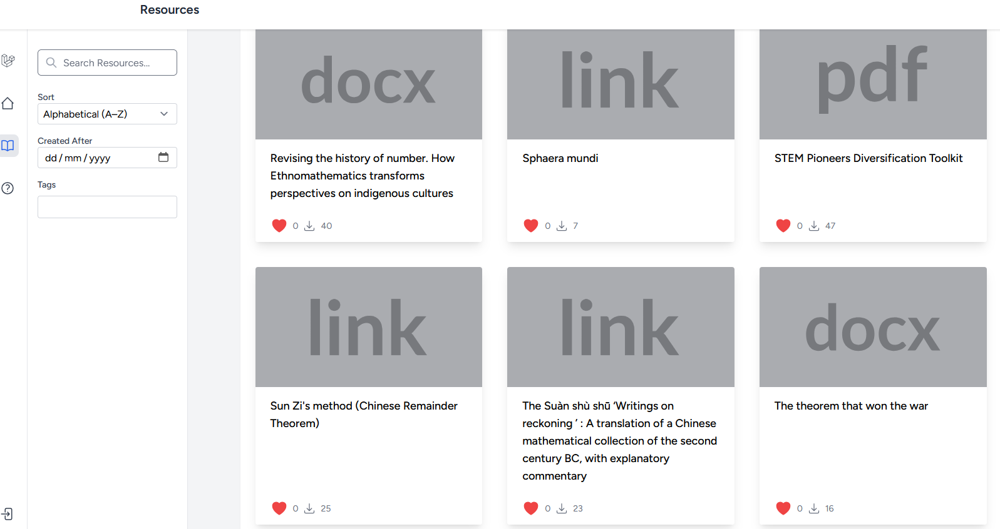 Resources
Search Resources...
Sort
Alphabetical (A–Z)
Created After
dd / mm / yyyy
Tags
docx
Revising the history of number. How
Ethnomathematics transforms
perspectives on indigenous cultures
0 40
link
Sphaera mundi
0 7
pdf
STEM Pioneers Diversification Toolkit
0 47
link
Sun Zi's method (Chinese Remainder
Theorem)
0 25
link
The Suàn shù shū ‘Writings on
reckoning ’ : A translation of a Chinese
mathematical collection of the second
century BC, with explanatory
commentary
0 23
docx
The theorem that won the war
0 16